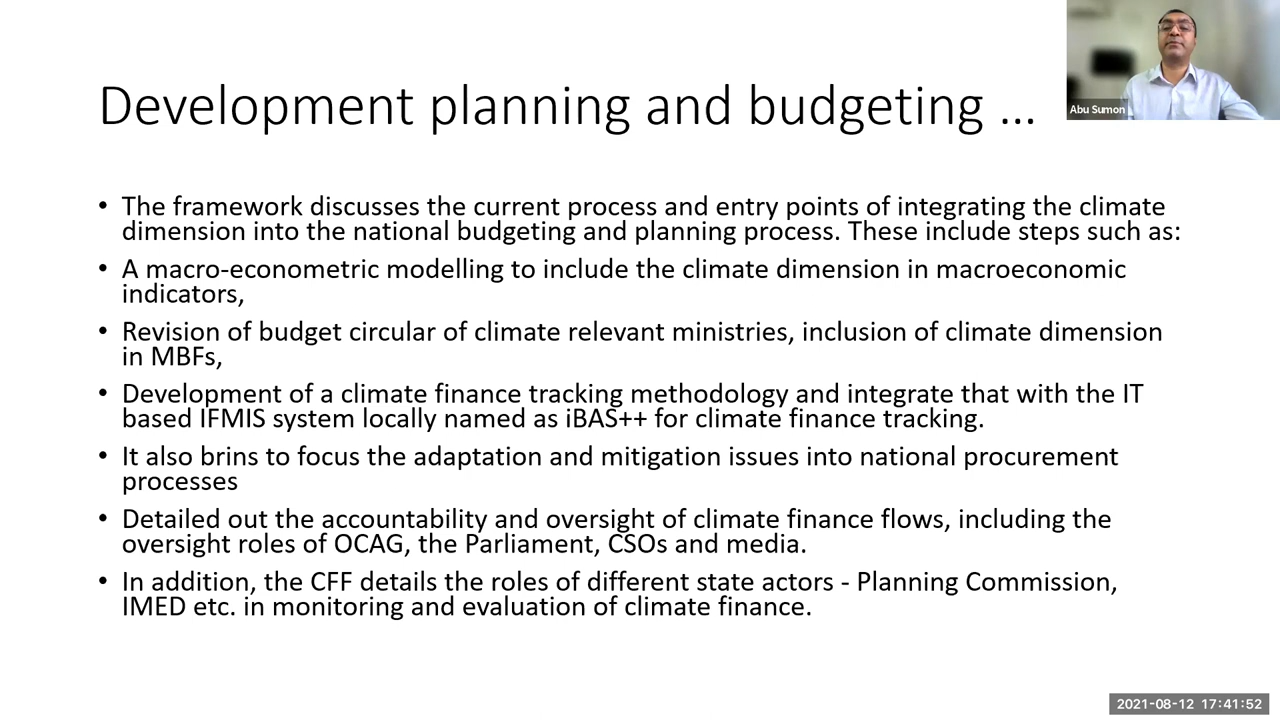 Development planning and budgeting ...
Abu Sumon
• The framework discusses the current process and entry points of integrating the climate
dimension into the national budgeting and planning process. These include steps such as:
• A macro-econometric modelling to include the climate dimension in macroeconomic
indicators,
• Revision of budget circular of climate relevant ministries, inclusion of climate dimension
in MBFs,
• Development of a climate finance tracking methodology and integrate that with the IT
based IFMIS system locally named as iBAS++ for climate finance tracking.
• It also brins to focus the adaptation and mitigation issues into national procurement
processes
• Detailed out the accountability and oversight of climate finance flows, including the
oversight roles of OCAG, the Parliament, CSOs and media.
• In addition, the CFF details the roles of different state actors - Planning Commission,
IMED etc. in monitoring and evaluation of climate finance.
2021-08-12 17:41:52